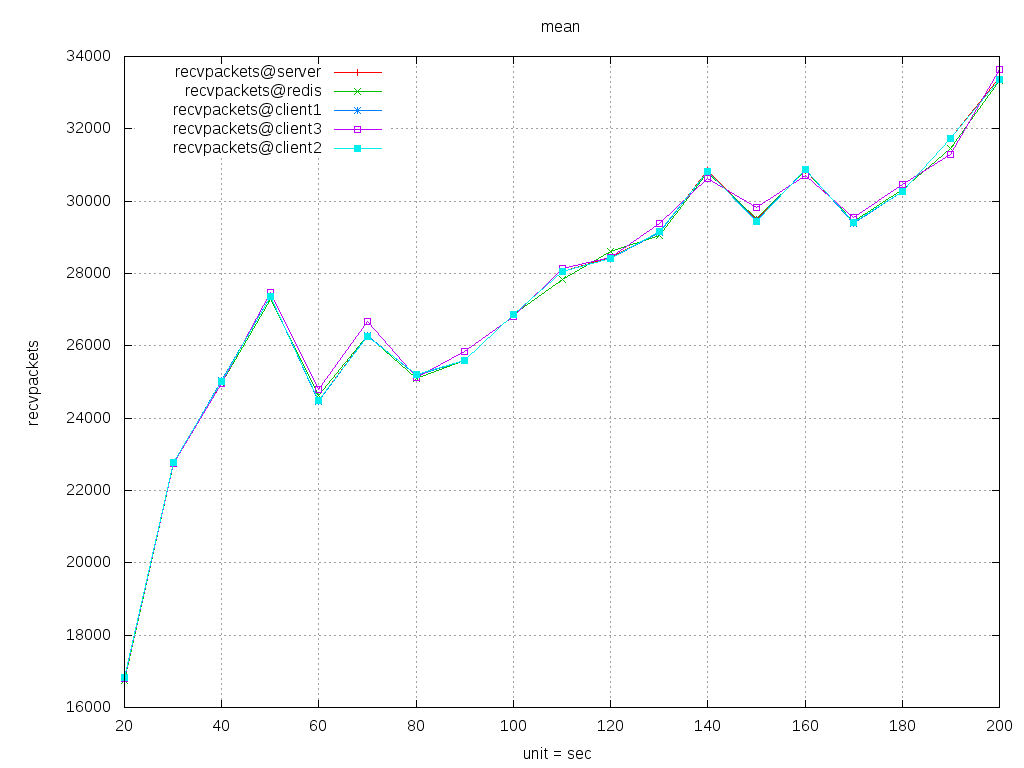 mean
34000
32000
30000
28000
26000
24000
22000
20000
18000
16000
recvpackets
recvpackets@server
recvpackets@redis
recvpackets@client1
recvpackets@client3
recvpackets@client2
20 40 60 80 100 120 140 160 180 200
unit = sec